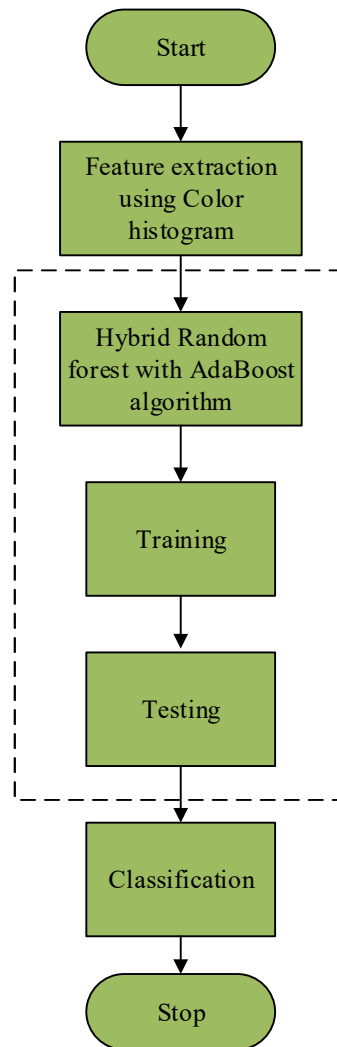 Start
Feature extraction
using Color
histogram
Hybrid Random
forest with AdaBoost
algorithm
Training
Testing
Classification
Stop